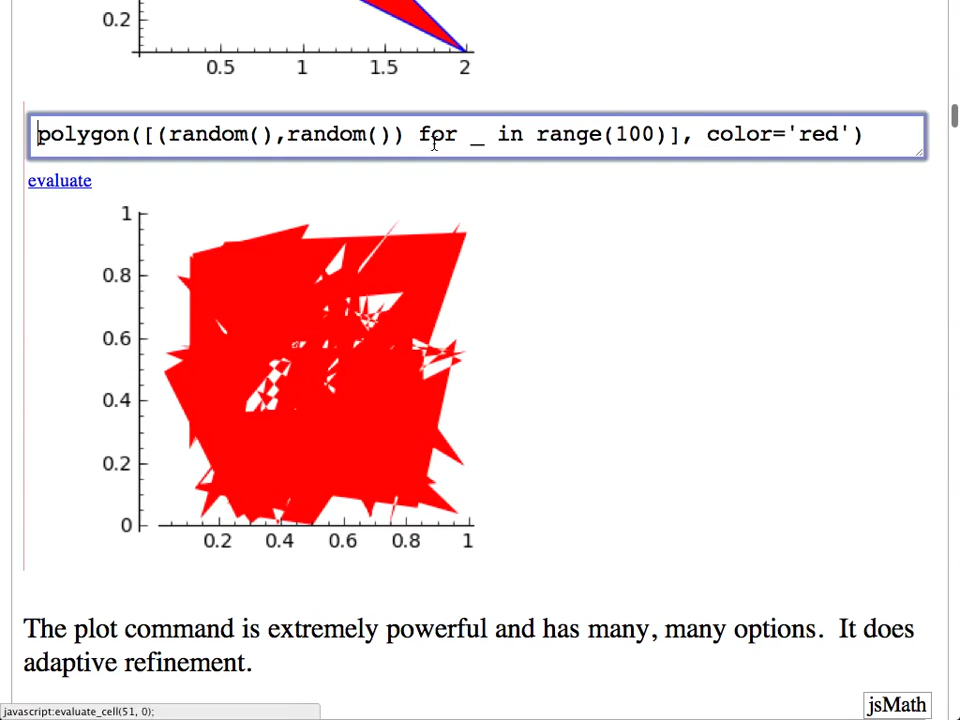 0.2
0.5 1 1.5 2
polygon([(random(),random()) for _ in range(100)], color='red')
evaluate
1
0.8
0.6
0.4
0.2
0
0.2 0.4 0.6 0.8 1
The plot command is extremely powerful and has many, many options. It does
adaptive refinement.
jsMath
javascript:evaluate_cell(51, 0);